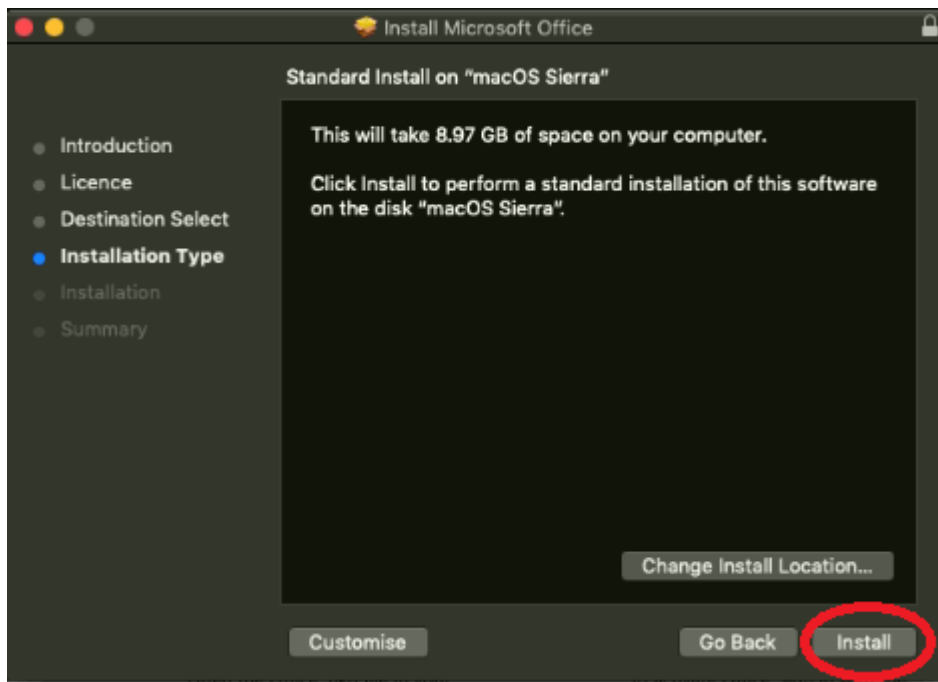 Install Microsoft Office
Standard Install on “macOS Sierra”
Introduction
Licence
Destination Select
Installation Type
Installation
Summary
This will take 8.97 GB of space on your computer.
Click Install to perform a standard installation of this software
on the disk “macOS Sierra”.
Change Install Location...
Customise
Go Back
Install